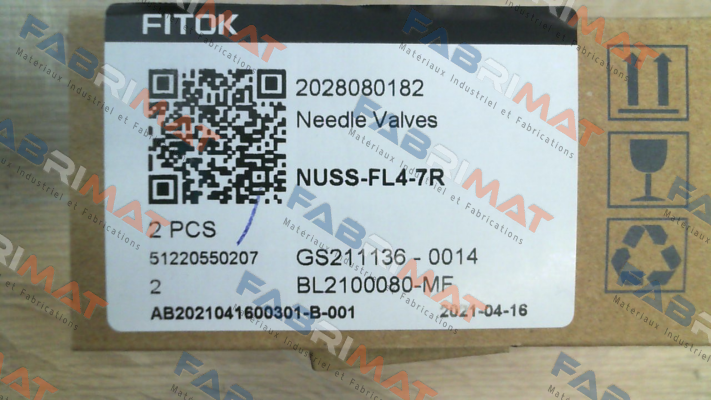 FITOK
2028080182
Needle Valves
NUSS-FL4-7R
2 PCS
51220550207 GS211136 - 0014
2 BL2100080-MF
AB2021041600301-B-001 2021-04-16
FABRIMAT
Materiaux Industriel et Fabrications